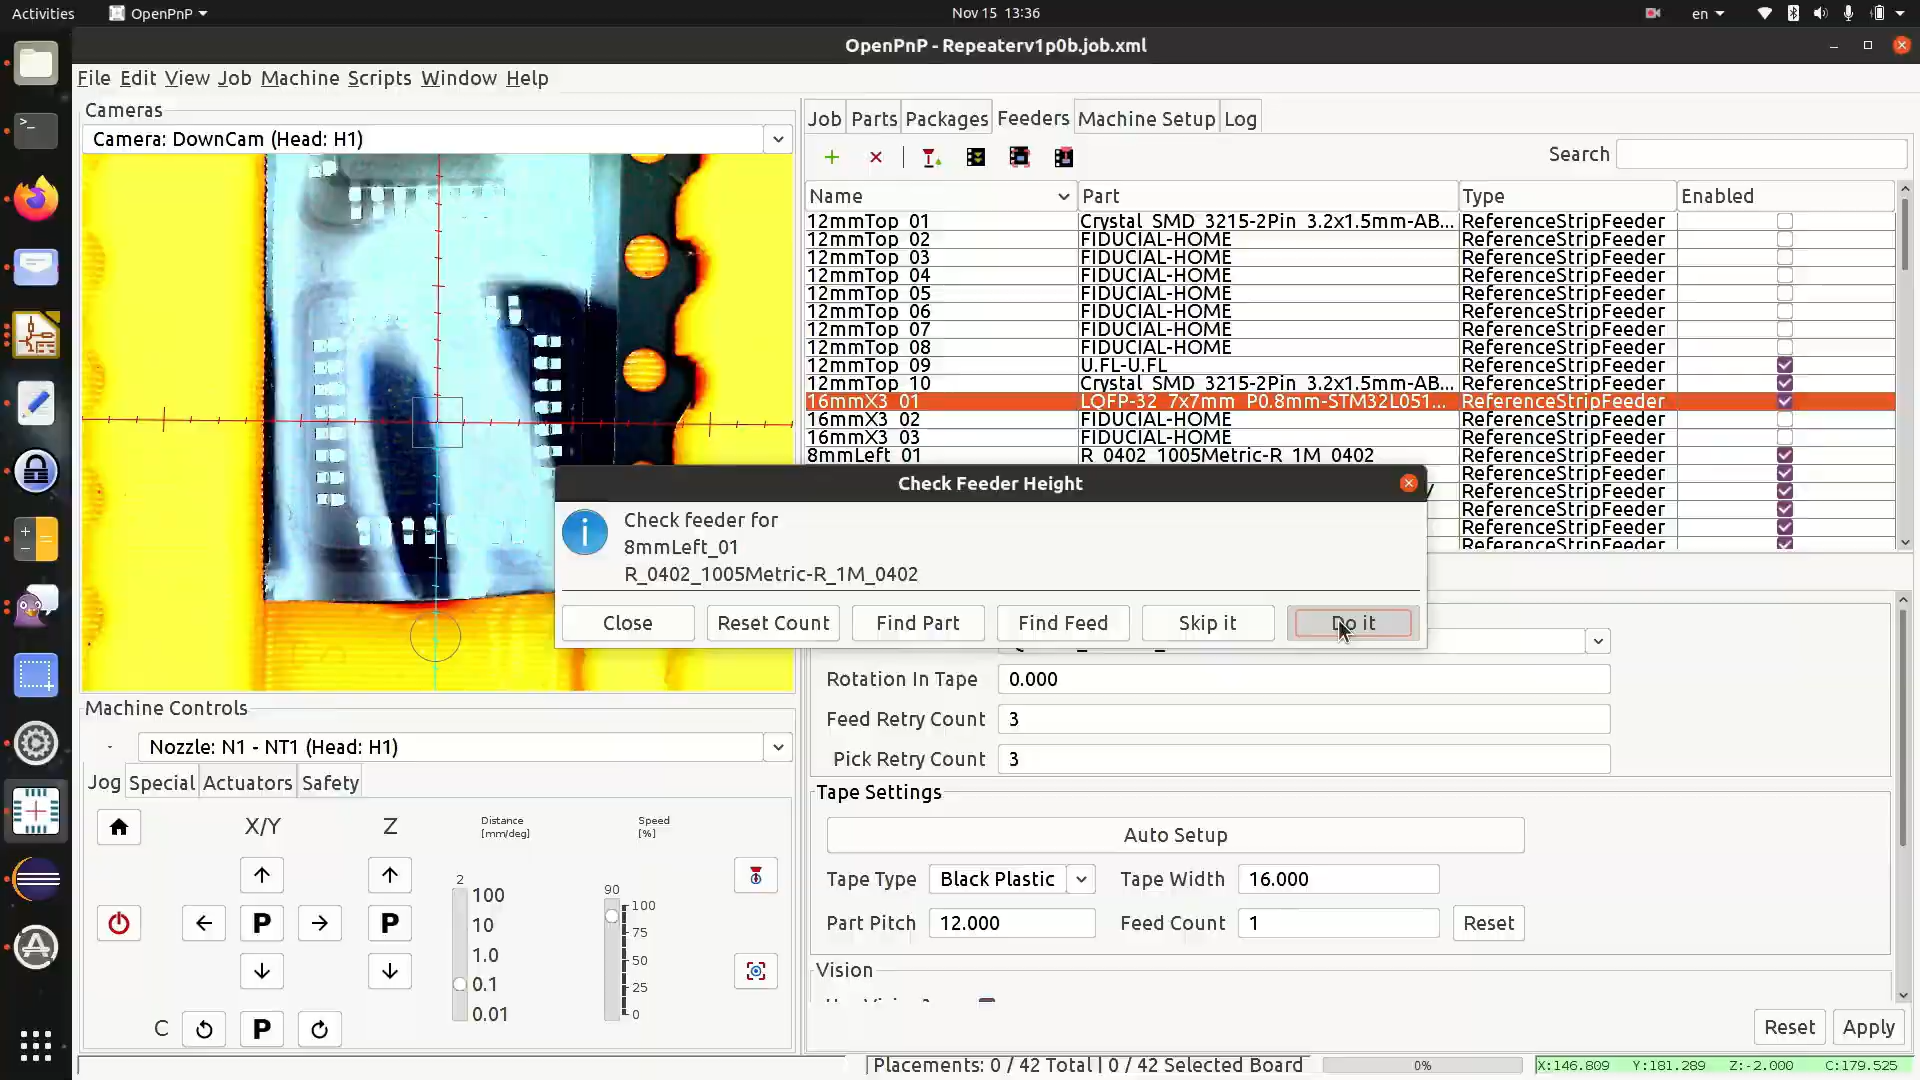 Activities
OpenPnP
Nov 15 13:36
en
OpenPnP - Repeaterv1p0b.job.xml
File Edit View Job Machine Scripts Window Help
Cameras
Camera: DownCam (Head: H1)
Job Parts Packages Feeders Machine Setup Log
Search
Name Part Type Enabled
12mmTop_01 Crystal_SMD_3215-2Pin_3.2x1.5mm-AB... ReferenceStripFeeder
12mmTop_02 FIDUCIAL-HOME ReferenceStripFeeder
12mmTop_03 FIDUCIAL-HOME ReferenceStripFeeder
12mmTop_04 FIDUCIAL-HOME ReferenceStripFeeder
12mmTop_05 FIDUCIAL-HOME ReferenceStripFeeder
12mmTop_06 FIDUCIAL-HOME ReferenceStripFeeder
12mmTop_07 FIDUCIAL-HOME ReferenceStripFeeder
12mmTop_08 FIDUCIAL-HOME ReferenceStripFeeder
12mmTop_09 U.FL-U.FL ReferenceStripFeeder
12mmTop_10 Crystal_SMD_3215-2Pin_3.2x1.5mm-AB... ReferenceStripFeeder
16mmX3_01 LQFP-32_7x7mm_P0.8mm-STM32L051... ReferenceStripFeeder
16mmX3_02 FIDUCIAL-HOME ReferenceStripFeeder
16mmX3_03 FIDUCIAL-HOME ReferenceStripFeeder
8mmLeft_01 R_0402_1005Metric-R_1M_0402 ReferenceStripFeeder
ReferenceStripFeeder
ReferenceStripFeeder
ReferenceStripFeeder
ReferenceStripFeeder
ReferenceStripFeeder
Check Feeder Height
Check feeder for
8mmLeft_01
R_0402_1005Metric-R_1M_0402
Close Reset Count Find Part Find Feed Skip it Do it
Rotation In Tape 0.000
Feed Retry Count 3
Pick Retry Count 3
Tape Settings
Auto Setup
Tape Type Black Plastic Tape Width 16.000
Part Pitch 12.000 Feed Count 1 Reset
Vision
Reset Apply
Machine Controls
Nozzle: N1 - NT1 (Head: H1)
Jog Special Actuators Safety
X/Y Z Distance [mm/deg] Speed [%]
2 100 10 1.0 0.1 0.01
90 100 75 50 25 0
P P
C P
Placements: 0 / 42 Total | 0 / 42 Selected Board 0% X:146.809 Y:181.289 Z:-2.000 C:179.525